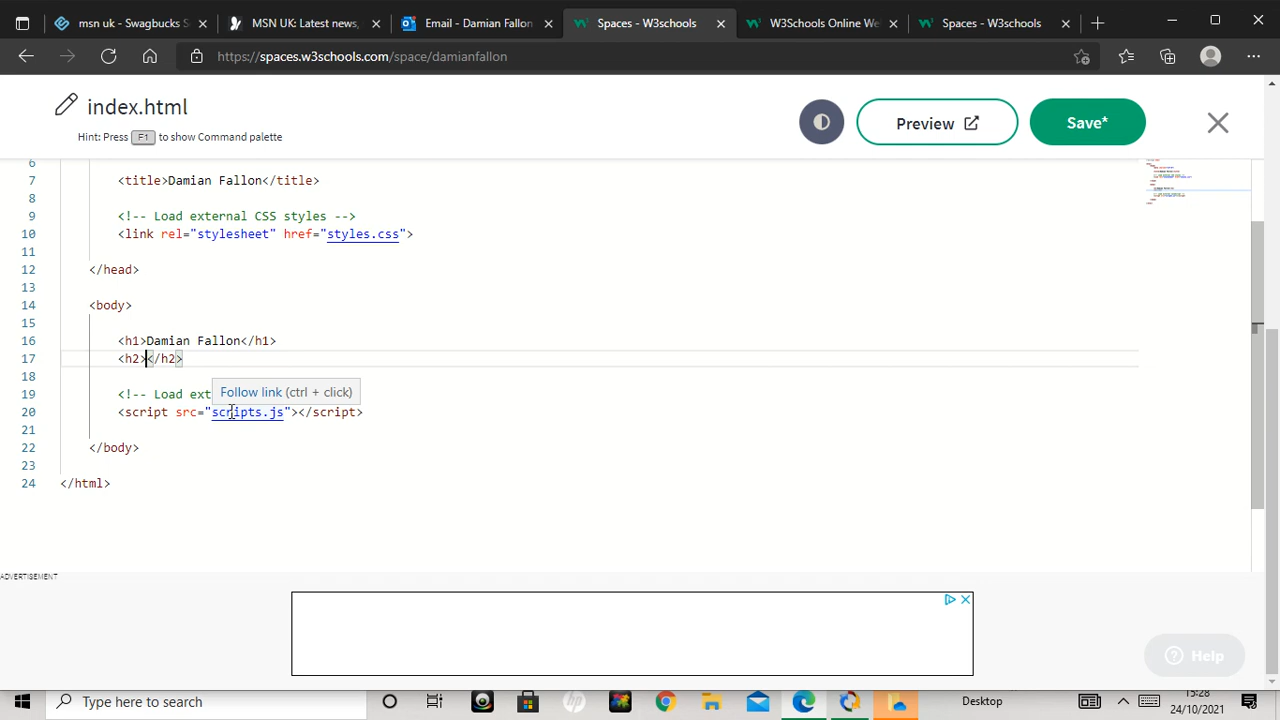 msn uk - Swagbucks S
MSN UK: Latest news,
Email - Damian Fallon
Spaces - W3schools
W3Schools Online We
Spaces - W3schools
https://spaces.w3schools.com/space/damianfallon
index.html
Hint: Press F1 to show Command palette
Preview
Save*
6
7 <title>Damian Fallon</title>
8
9 <!-- Load external CSS styles -->
10 <link rel="stylesheet" href="styles.css">
11
12 </head>
13
14 <body>
15
16 <h1>Damian Fallon</h1>
17 <h2></h2>
18
19 <!-- Load ext
Follow link (ctrl + click)
20 <script src="scripts.js"></script>
21
22 </body>
23
24 </html>
ADVERTISEMENT
Help
Type here to search
Desktop
15:28
24/10/2021